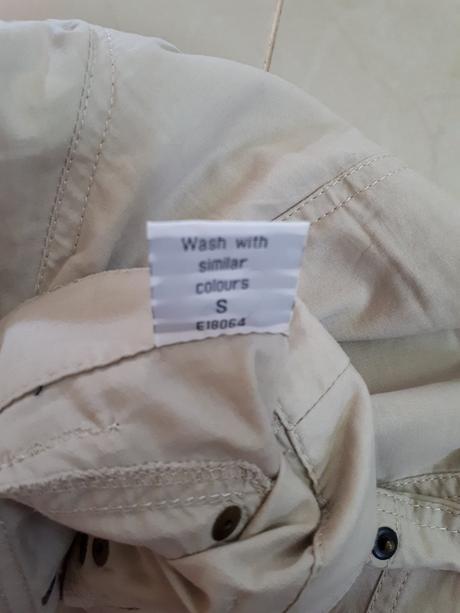 Wash with
similar
colours
S
E18064